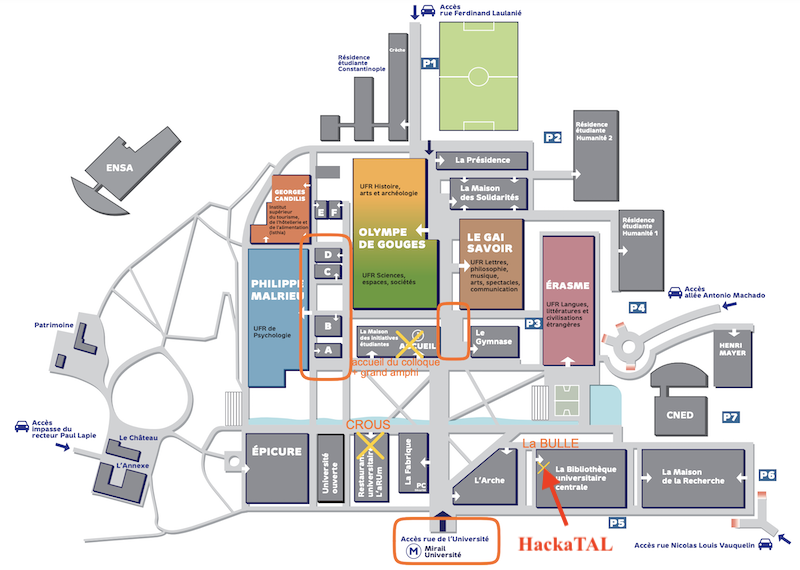 Accès
rue Ferdinand Laulanié
Crèche
Résidence
étudiante
Constantinople
P1
P2
Résidence
étudiante
Humanité 2
ENSA
La Présidence
La Maison
des Solidarités
GEORGES
CANDILIS
Institut
supérieur
du tourisme,
de l'hôtellerie et
de l'alimentation
(Isthia)
E
F
UFR Histoire,
arts et archéologie
OLYMPE
DE GOUGES
UFR Sciences,
espaces, sociétés
LE GAI
SAVOIR
UFR Lettres,
philosophie,
musique,
arts, spectacles,
communication
Résidence
étudiante
Humanité 1
D
C
B
A
PHILIPPE
MALRIEU
UFR de Psychologie
ÉRASME
UFR Langues,
littératures et
civilisations
étrangères
Accès
allée Antonio Machado
P4
P3
Patrimoine
La Maison
des initiatives
étudiantes
ACCUEIL
Le
Gymnase
HENRI
MAYER
accueil du colloque
+ grand amphi
CNED
P7
Accès
impasse du
recteur Paul Lapie
Le Château
L'Annexe
CROUS
La BULLE
ÉPICURE
Université
ouverte
Restaurant
universitaire
L'aRUm
La Fabrique
PC
L'Arche
La Bibliothèque
universitaire
centrale
La Maison
de la Recherche
P6
P5
Accès rue de l'Université
M
Mirail
Université
HackaTAL
Accès rue Nicolas Louis Vauquelin